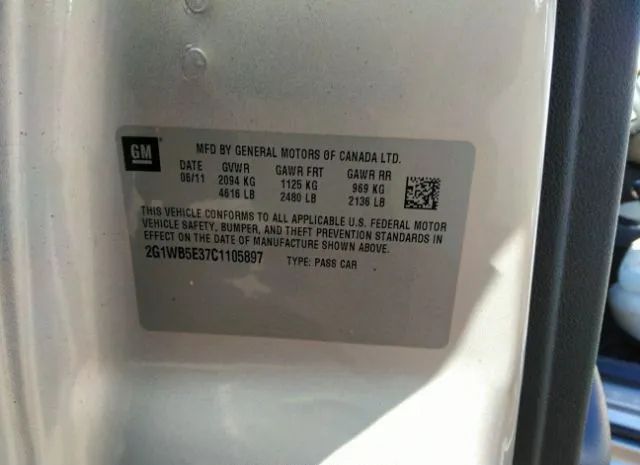 GM
MFD BY GENERAL MOTORS OF CANADA LTD.
DATE GVWR GAWR FRT GAWR RR
06/11 2094 KG 1125 KG 969 KG
4616 LB 2480 LB 2136 LB
THIS VEHICLE CONFORMS TO ALL APPLICABLE U.S. FEDERAL MOTOR
VEHICLE SAFETY, BUMPER, AND THEFT PREVENTION STANDARDS IN
EFFECT ON THE DATE OF MANUFACTURE SHOWN ABOVE.
2G1WB5E37C1105897 TYPE: PASS CAR